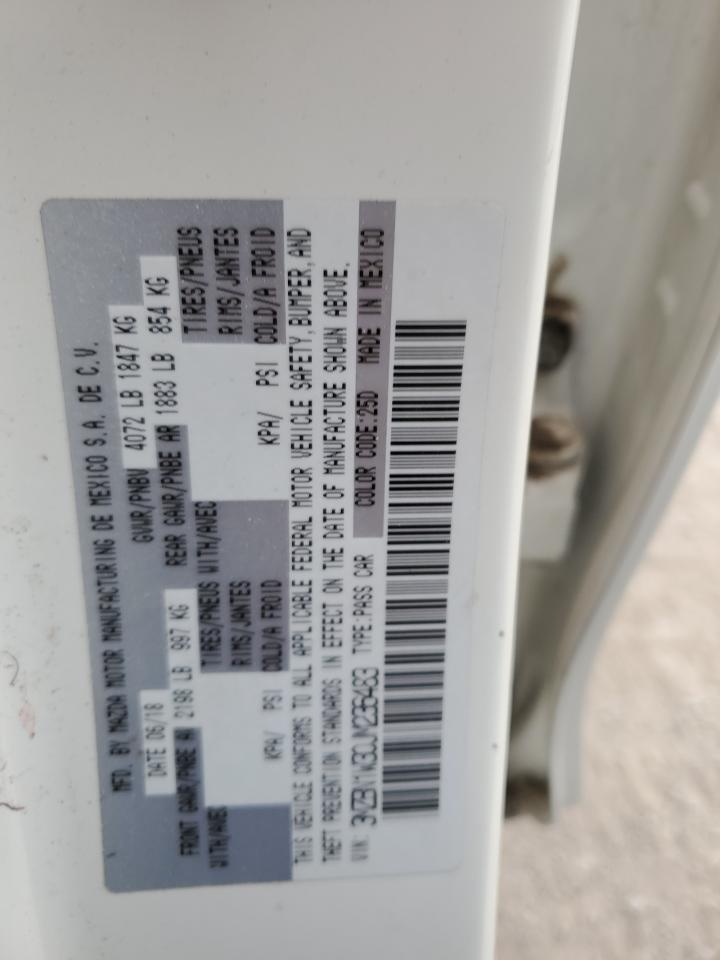 MFD. BY MAZDA MOTOR MANUFACTURING DE MEXICO S.A. DE C.V.
DATE 06/18 GVWR/PNBV 4072 LB 1847 KG
FRONT GAWR/PNBE AV 2198 LB 997 KG REAR GAWR/PNBE AR 1883 LB 854 KG
WITH/AVEC TIRES/PNEUS WITH/AVEC TIRES/PNEUS
RIMS/JANTES RIMS/JANTES
KPA/ PSI COLD/A FROID KPA/ PSI COLD/A FROID
THIS VEHICLE CONFORMS TO ALL APPLICABLE FEDERAL MOTOR VEHICLE SAFETY,BUMPER,AND
THEFT PREVENTION STANDARDS IN EFFECT ON THE DATE OF MANUFACTURE SHOWN ABOVE.
VIN: TYPE:PASS CAR COLOR CODE:25D MADE IN MEXICO